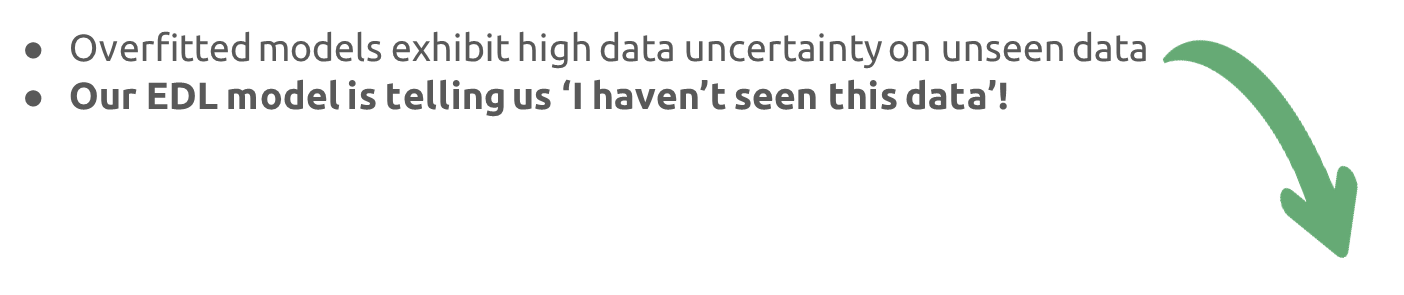 ● Overfitted models exhibit high data uncertainty on unseen data
● Our EDL model is telling us ‘I haven’t seen this data’!